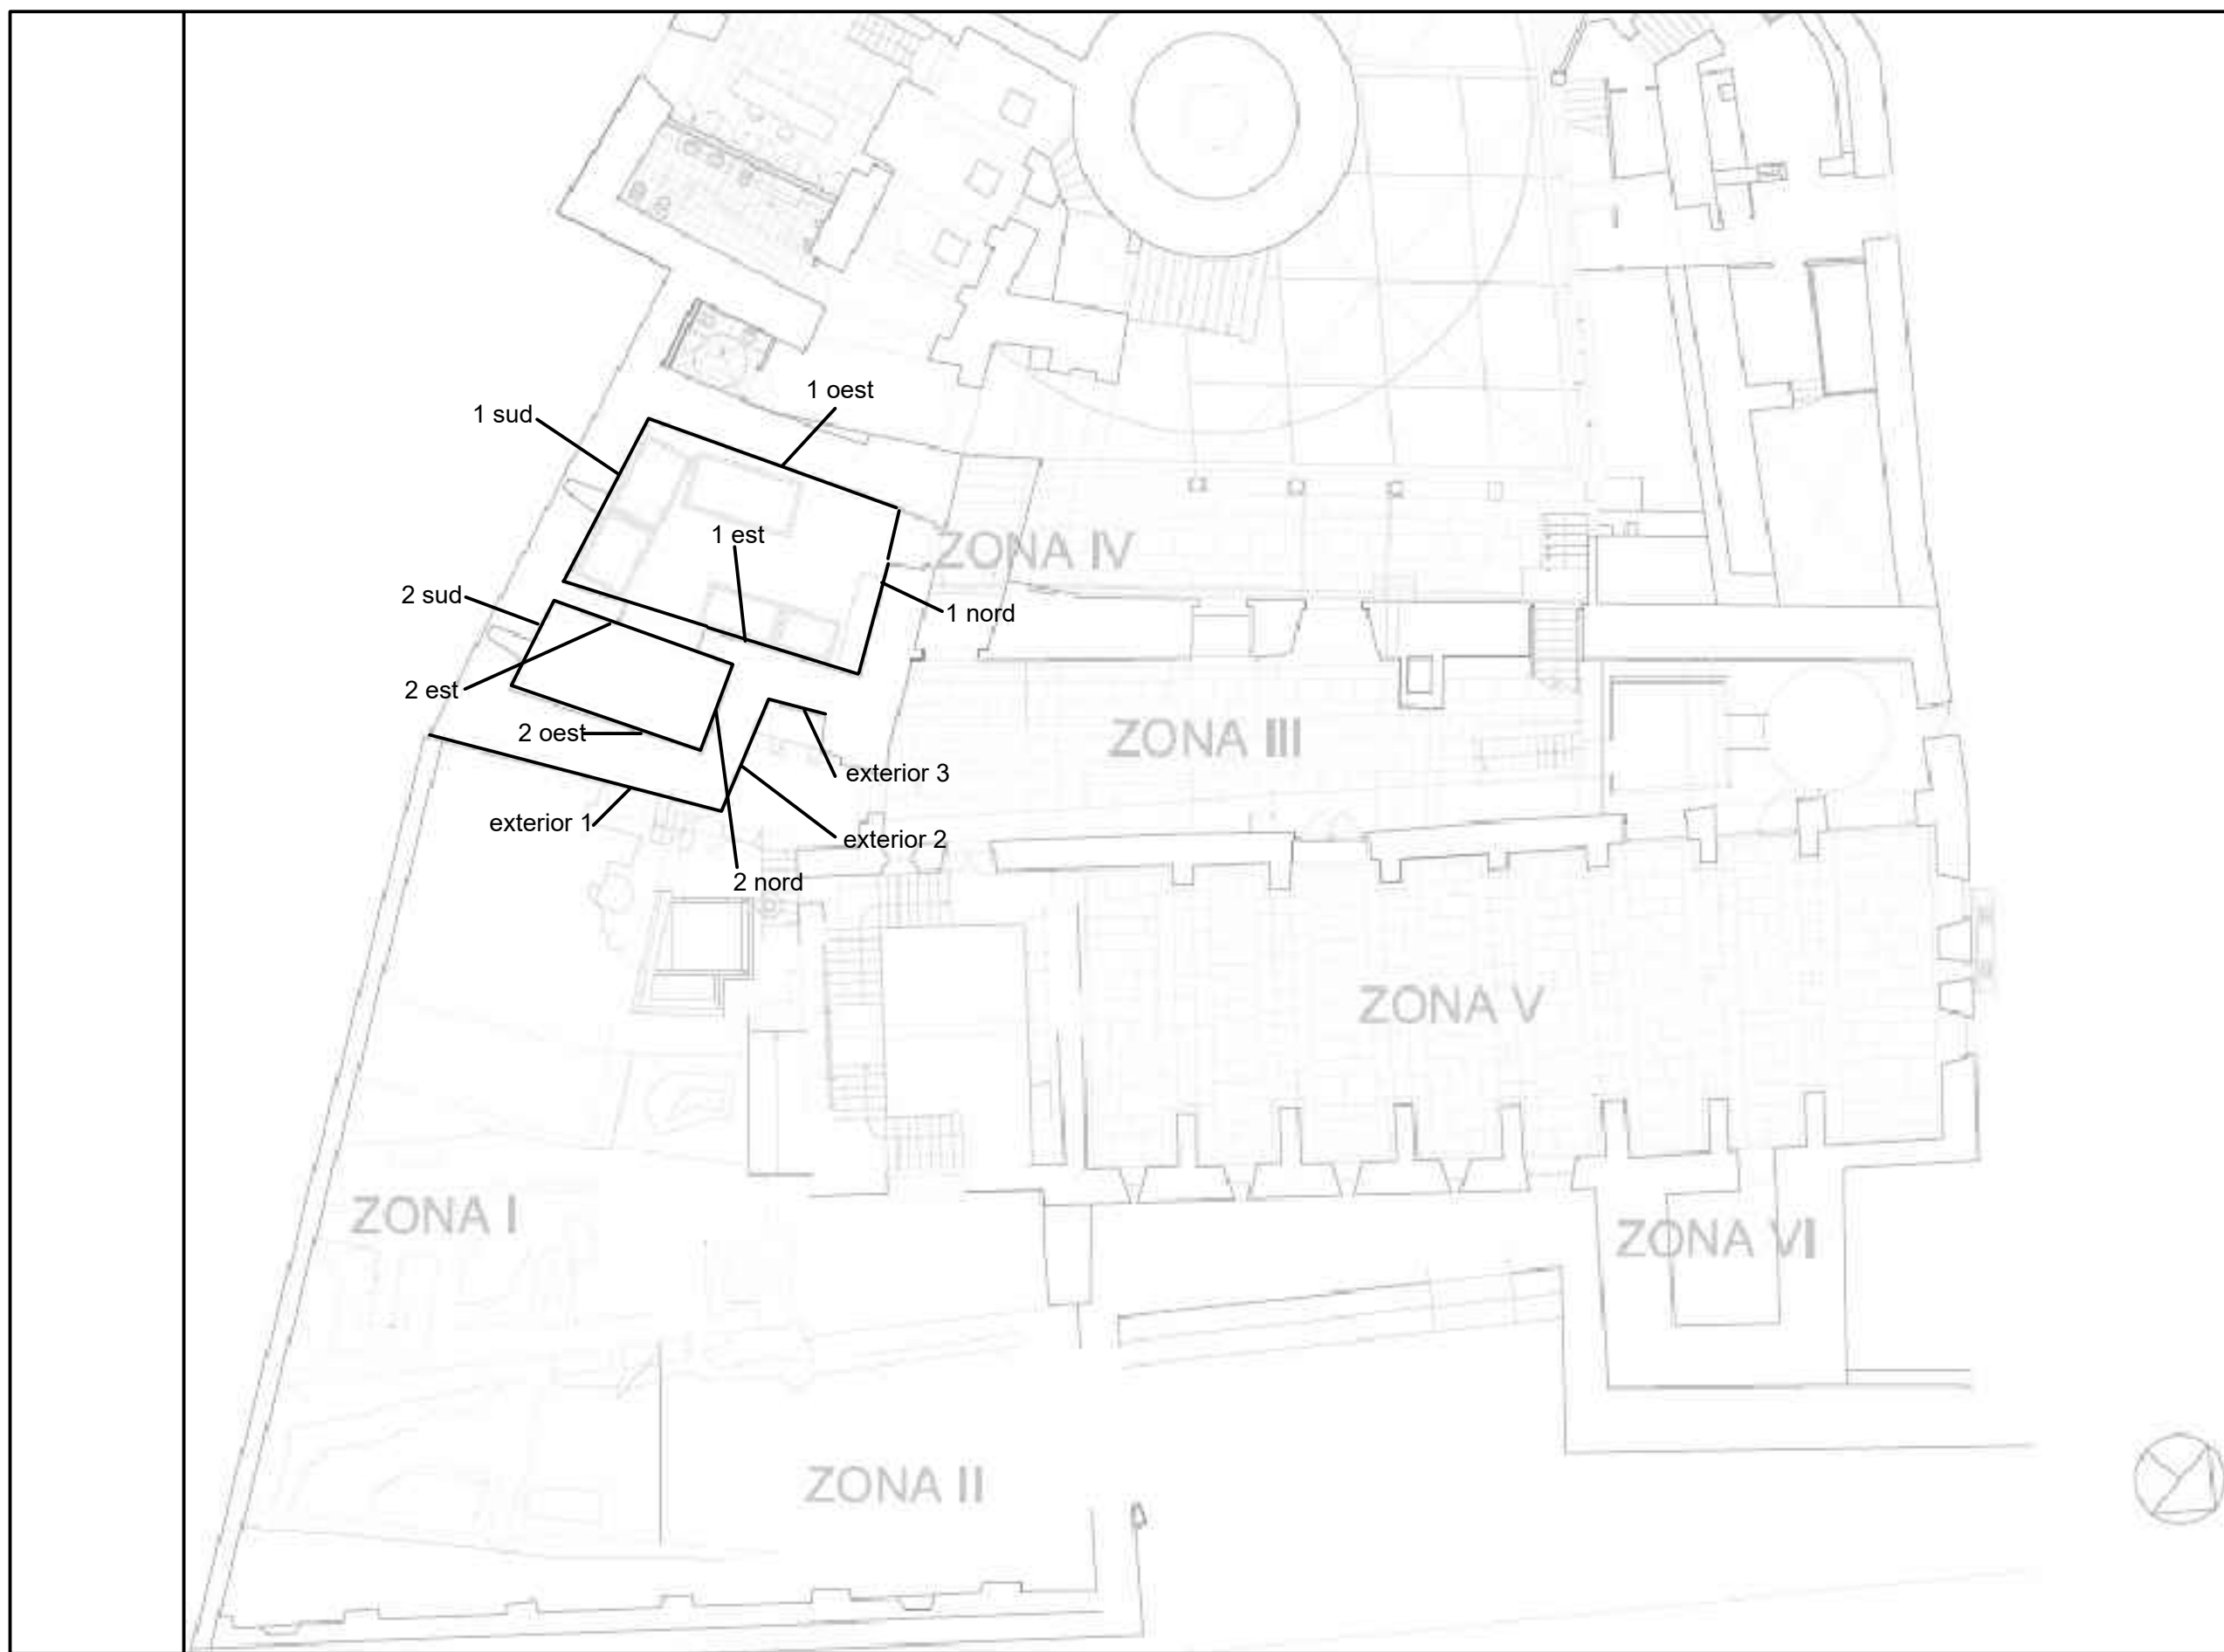 1 oest
1 sud
1 est
ZONA IV
2 sud
1 nord
2 est
2 oest
ZONA III
exterior 3
exterior 1
exterior 2
2 nord
ZONA V
ZONA I
ZONA VI
ZONA II